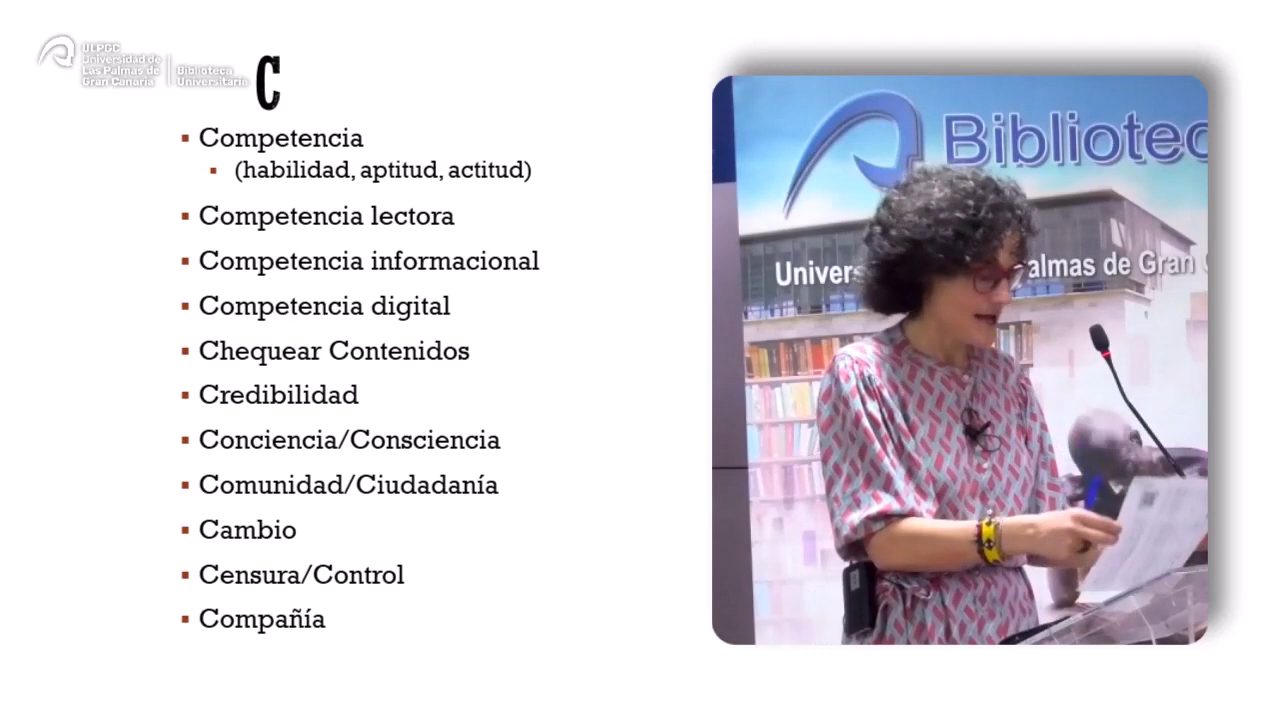 ULPGC
Universidad de
Las Palmas de
Gran Canaria
Biblioteca
Universitaria
C
Competencia
(habilidad, aptitud, actitud)
Competencia lectora
Competencia informacional
Competencia digital
Chequear Contenidos
Credibilidad
Conciencia/Consciencia
Comunidad/Ciudadanía
Cambio
Censura/Control
Compañía
Bibliotec
Univers
almas de Gran